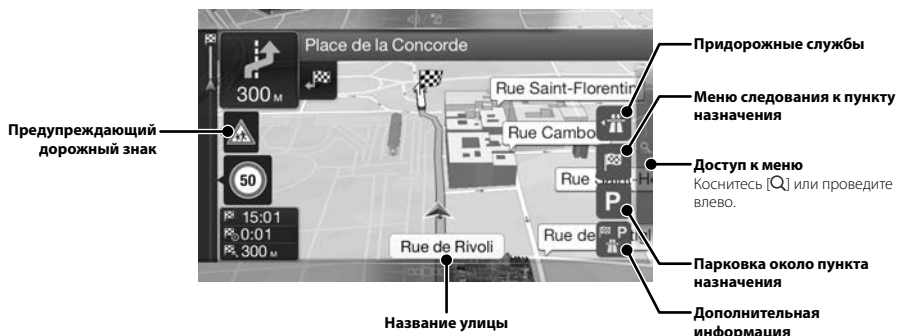 Place de la Concorde
300 м
50
15:01
0:01
300 м
Rue Saint-Florentin
Rue Cambo
Rue
Rue de
P
P
Rue de Rivoli
Предупреждающий
дорожный знак
Название улицы
Придорожные службы
Меню следования к пункту
назначения
Доступ к меню
Коснитесь [Q] или проведите
влево.
Парковка около пункта
назначения
Дополнительная
информация